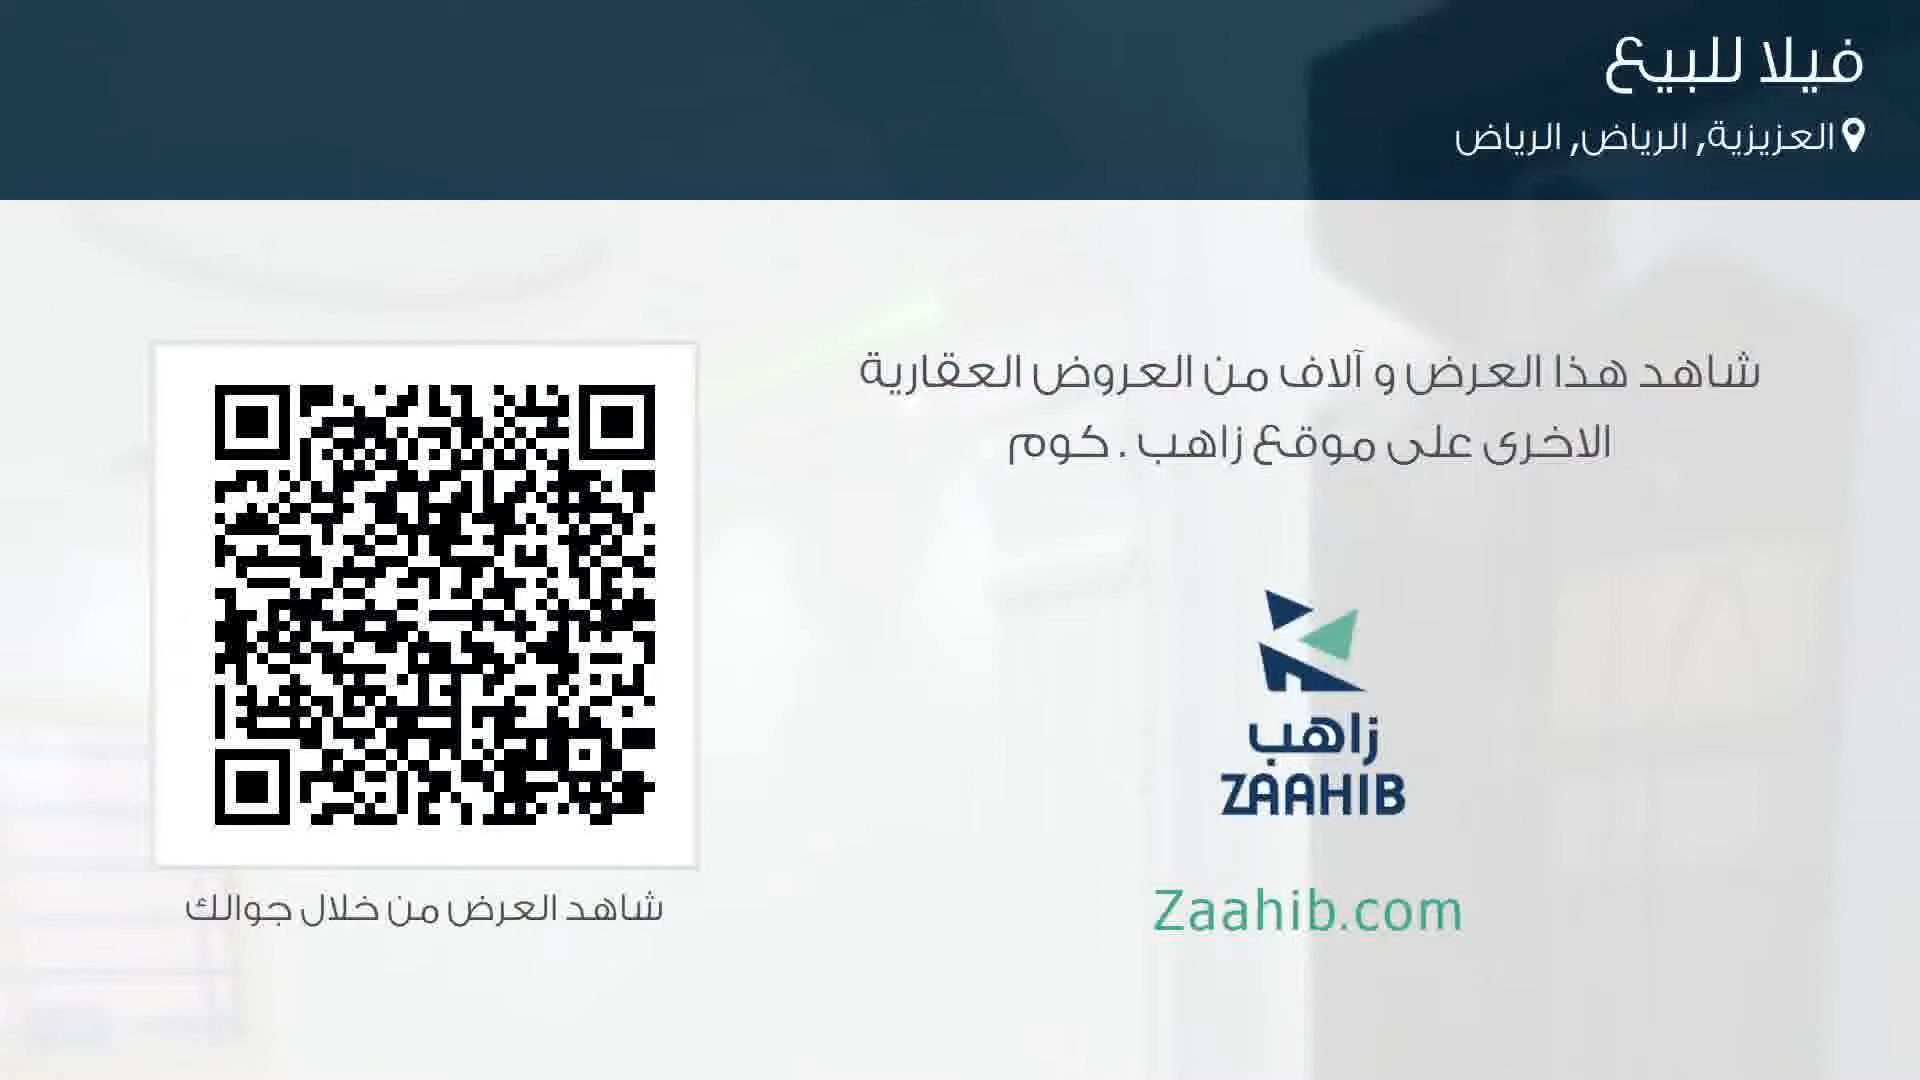 فيلا للبيع
العزيزية, الرياض, الرياض
شاهد هذا العرض و آلاف من العروض العقارية
الاخرى على موقع زاهب . كوم
زاهب
ZAAHIB
Zaahib.com
شاهد العرض من خلال جوالك